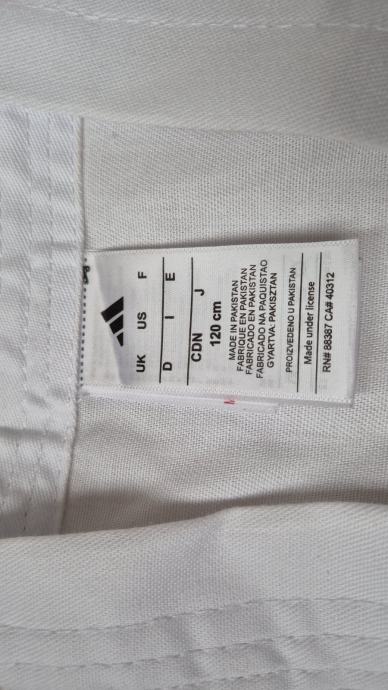 UK US F
D I E
CDN J
120 cm
MADE IN PAKISTAN
FABRIQUE EN PAKISTAN
FABRICADO EN PAKISTAN
FABRICADO NA PAQUISTAO
GYARTVA: PAKISZTAN
PROIZVEDENO U PAKISTAN
Made under license
RN# 88387 CA# 40312